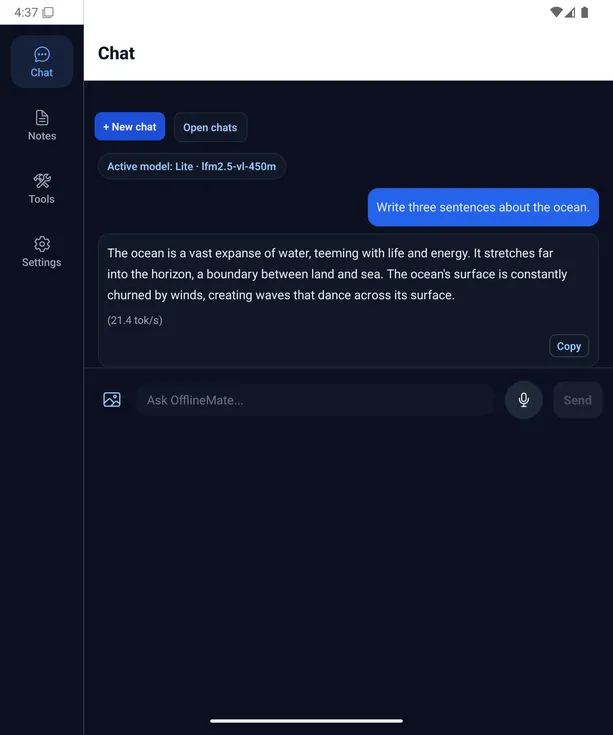 4:37
Chat
Chat
Notes
Tools
Settings
+ New chat
Open chats
Active model: Lite · lfm2.5-vl-450m
Write three sentences about the ocean.
The ocean is a vast expanse of water, teeming with life and energy. It stretches far
into the horizon, a boundary between land and sea. The ocean's surface is constantly
churned by winds, creating waves that dance across its surface.
(21.4 tok/s)
Copy
Ask OfflineMate...
Send